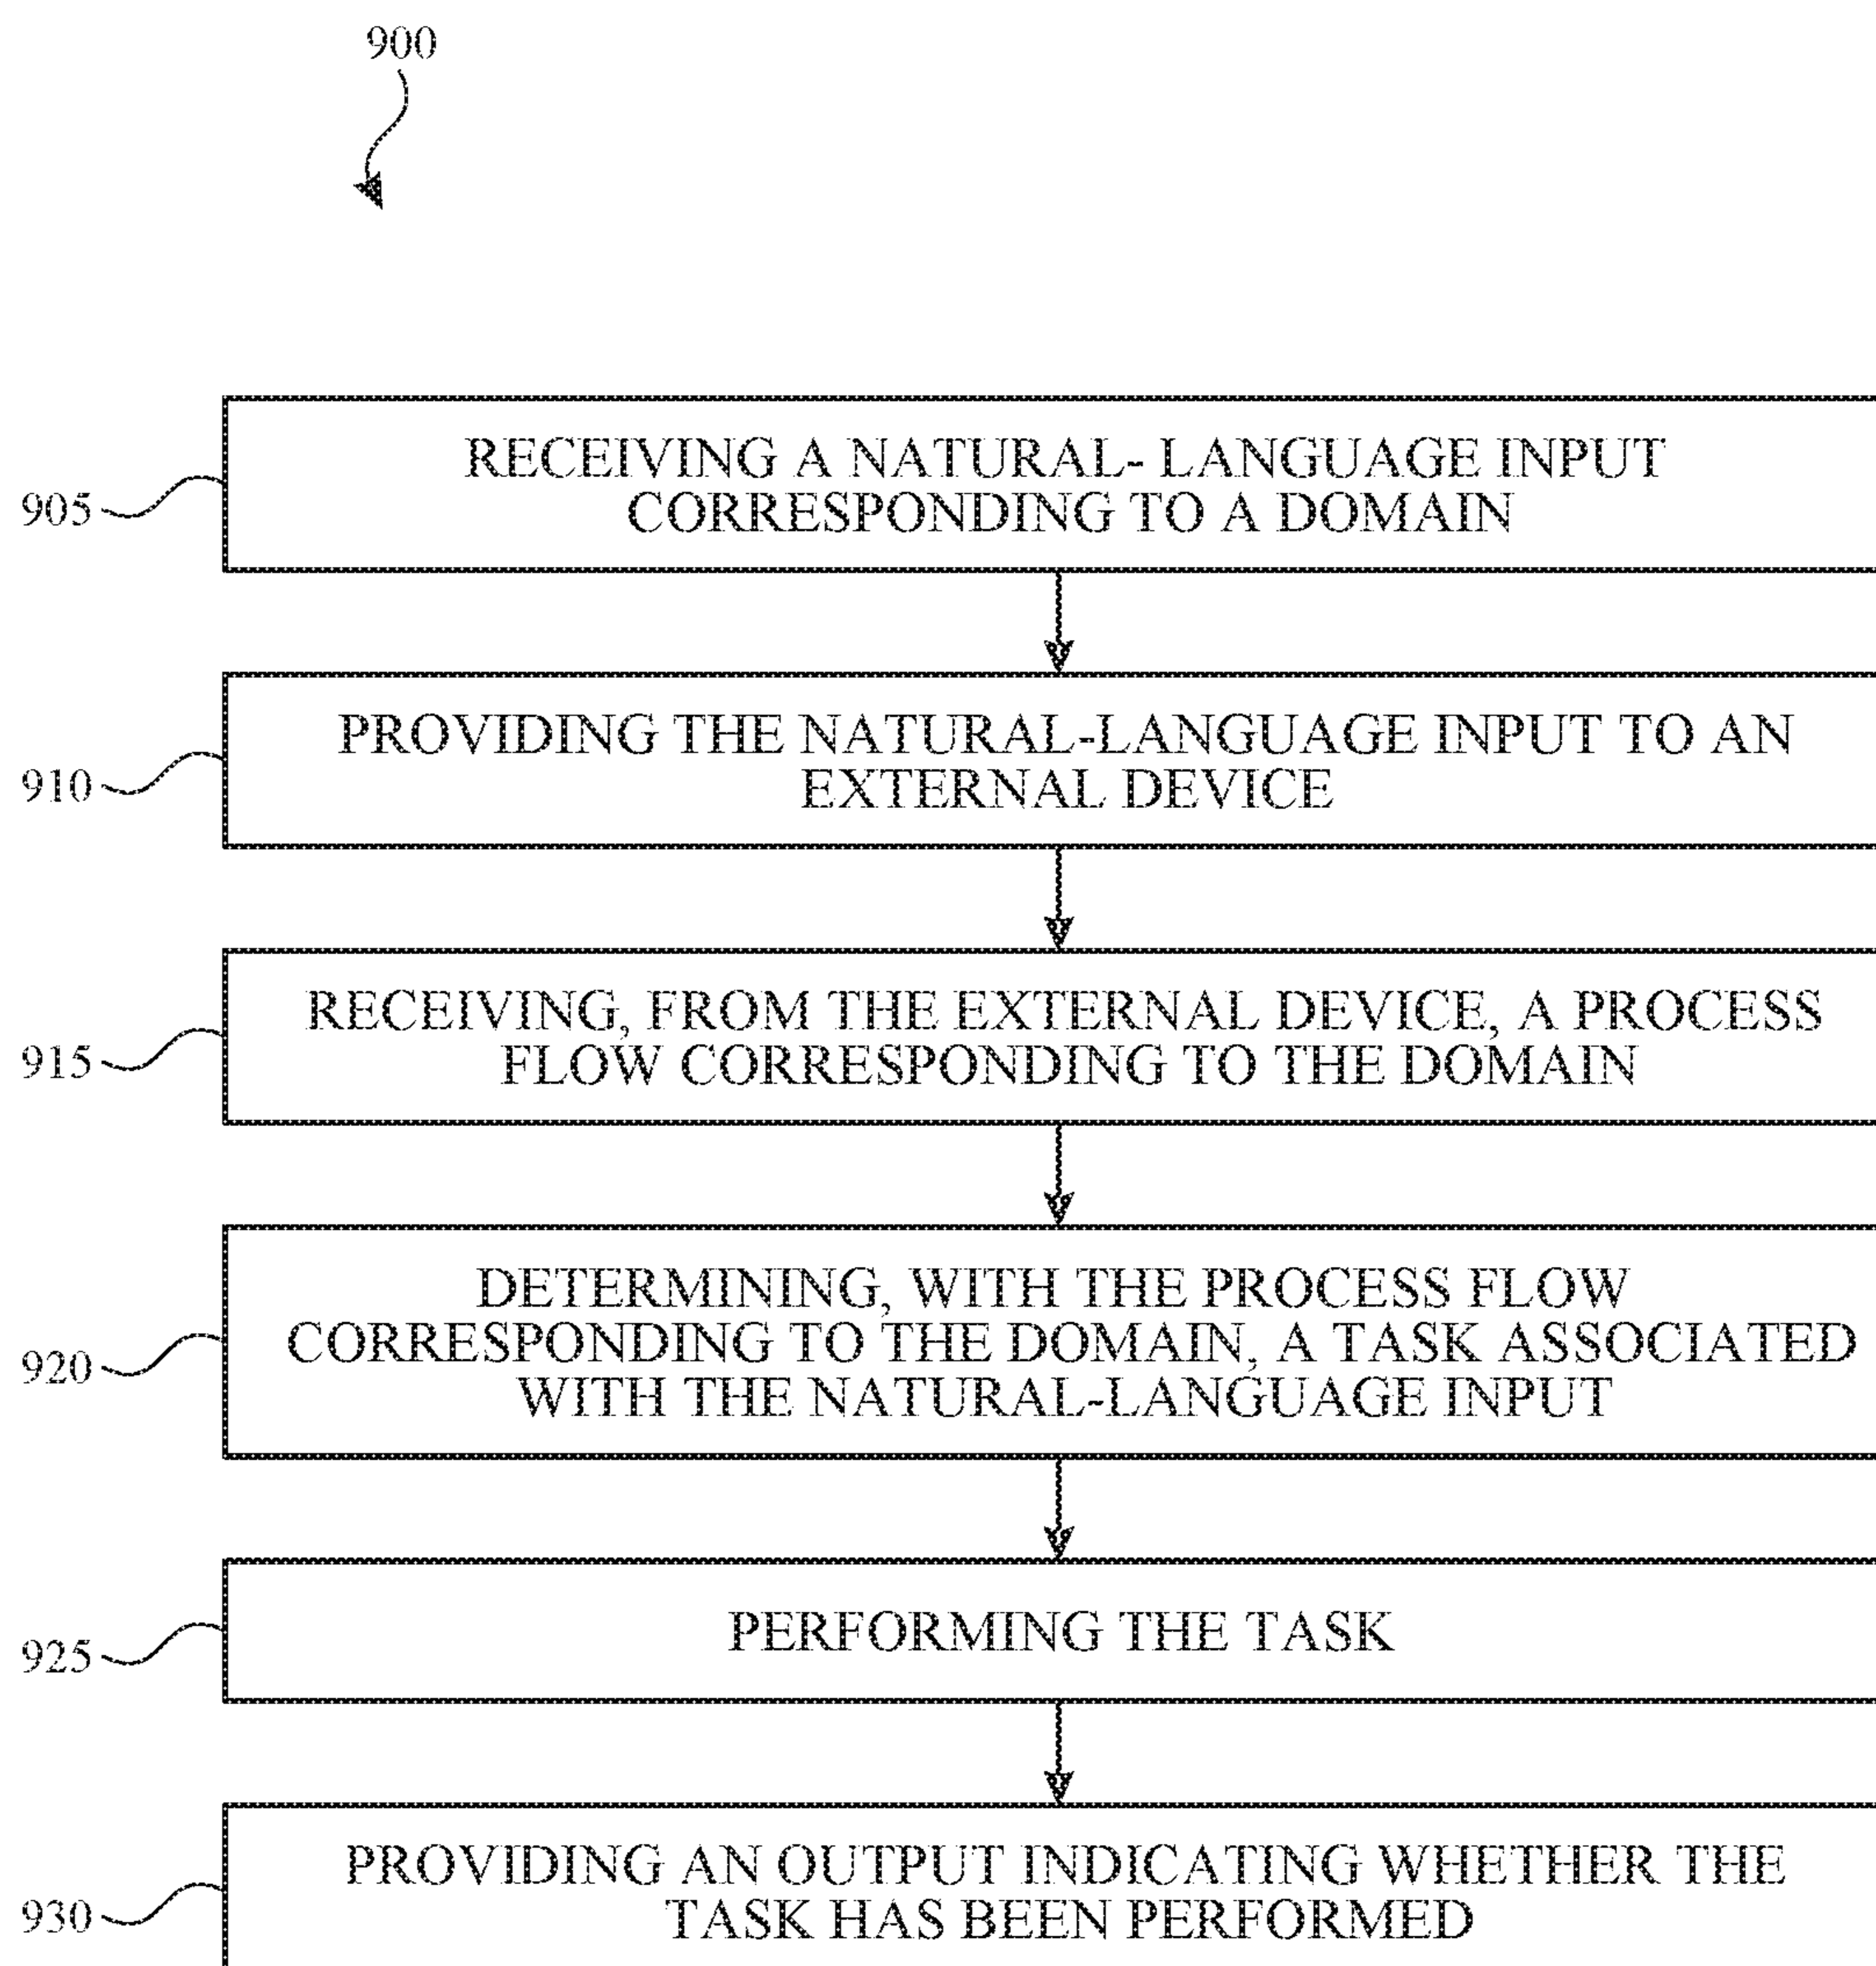 900
905
RECEIVING A NATURAL- LANGUAGE INPUT
CORRESPONDING TO A DOMAIN
910
PROVIDING THE NATURAL-LANGUAGE INPUT TO AN
EXTERNAL DEVICE
915
RECEIVING, FROM THE EXTERNAL DEVICE, A PROCESS
FLOW CORRESPONDING TO THE DOMAIN
920
DETERMINING, WITH THE PROCESS FLOW
CORRESPONDING TO THE DOMAIN, A TASK ASSOCIATED
WITH THE NATURAL-LANGUAGE INPUT
925
PERFORMING THE TASK
930
PROVIDING AN OUTPUT INDICATING WHETHER THE
TASK HAS BEEN PERFORMED